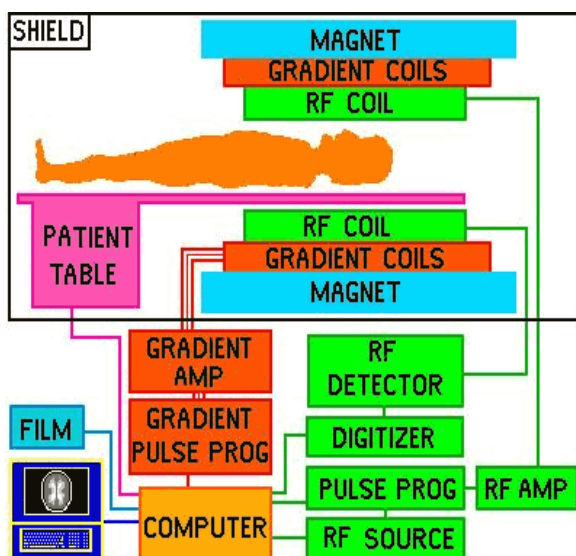 SHIELD
MAGNET
GRADIENT COILS
RF COIL
RF COIL
GRADIENT COILS
MAGNET
PATIENT
TABLE
GRADIENT
AMP
RF
DETECTOR
FILM
GRADIENT
PULSE PROG
DIGITIZER
COMPUTER
PULSE PROG
RF AMP
RF SOURCE